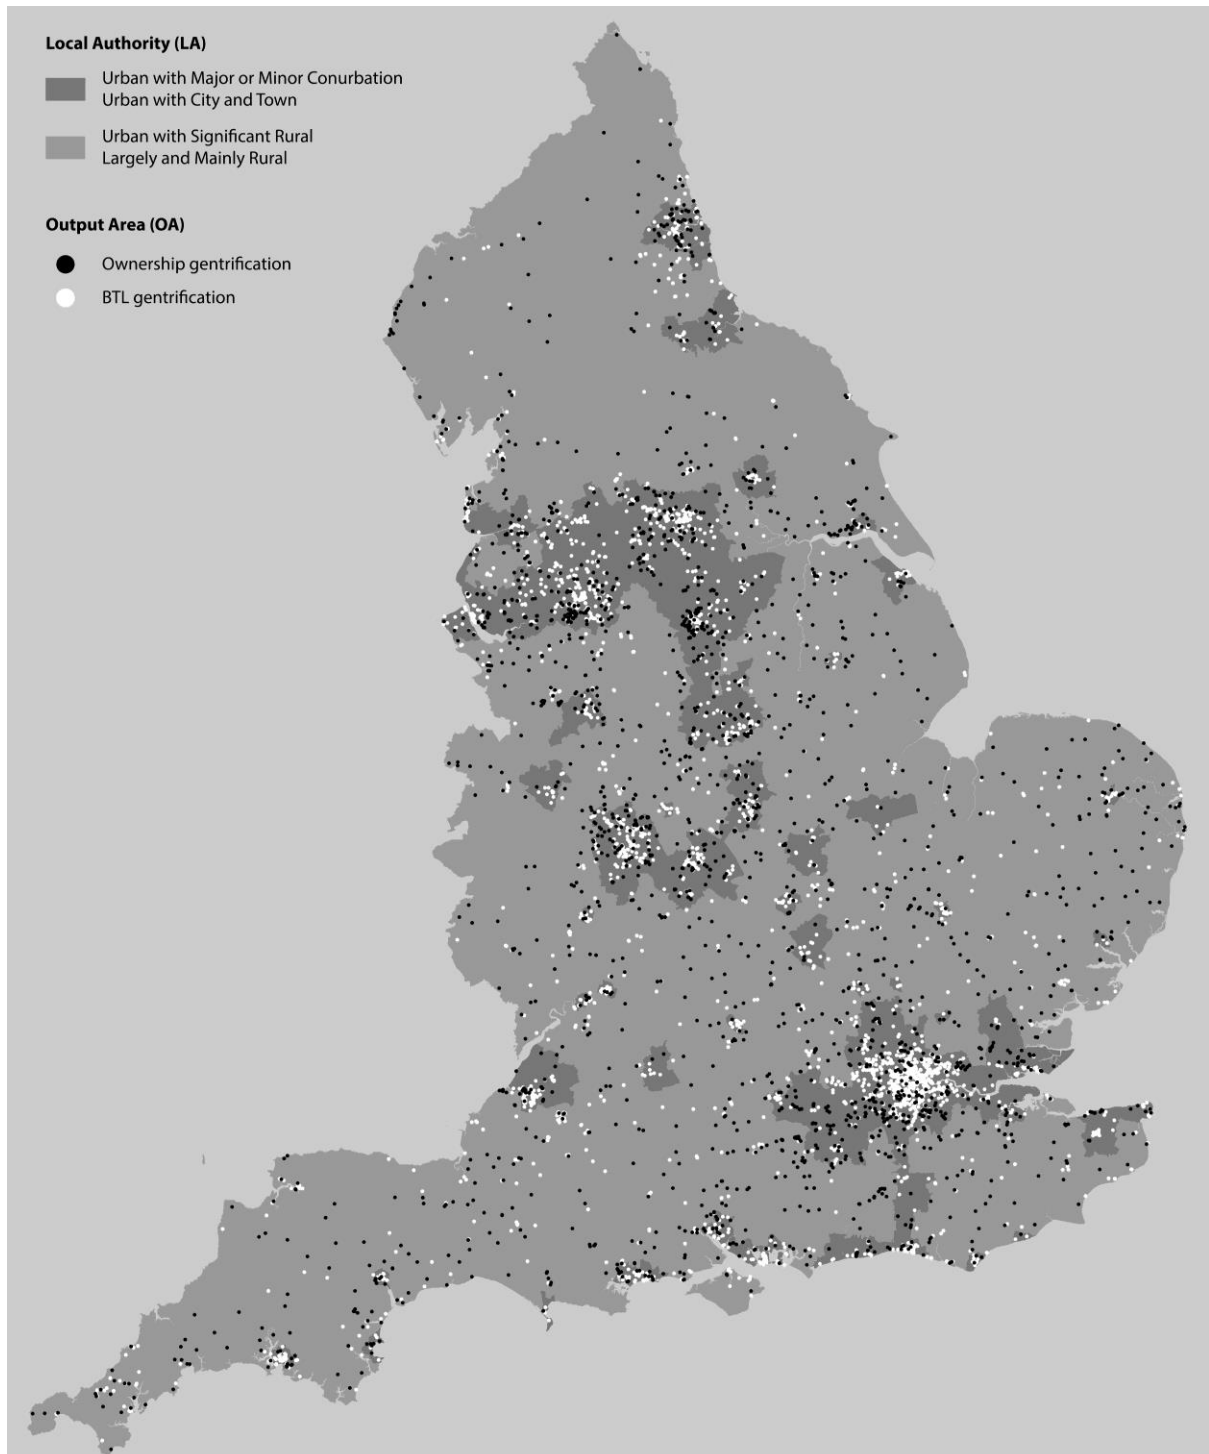 Local Authority (LA)
Urban with Major or Minor Conurbation
Urban with City and Town
Urban with Significant Rural
Largely and Mainly Rural
Output Area (OA)
Ownership gentrification
BTL gentrification